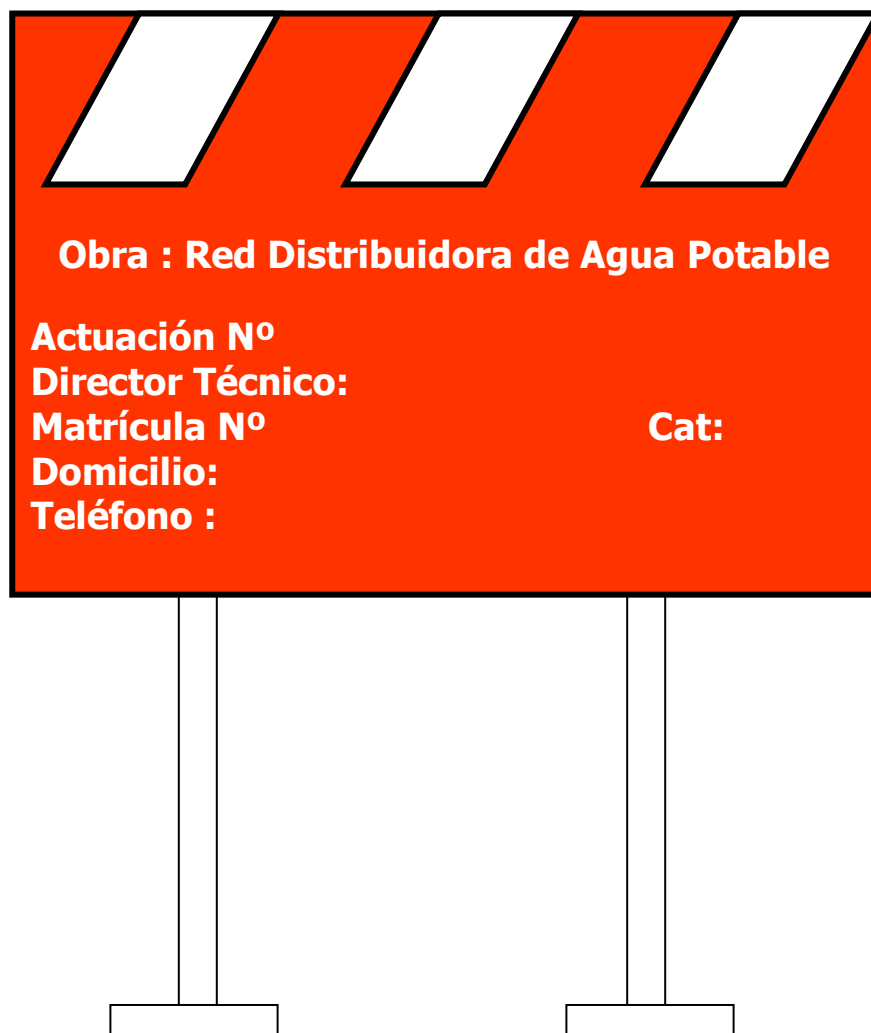 Obra : Red Distribuidora de Agua Potable
Actuación Nº
Director Técnico:
Matrícula Nº Cat:
Domicilio:
Teléfono :